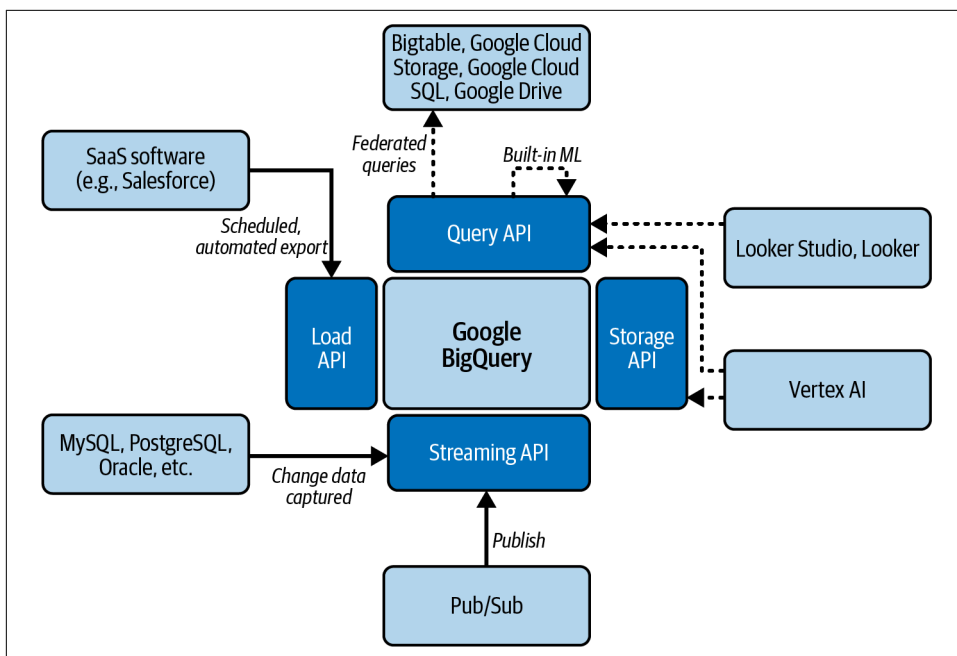 Bigtable, Google Cloud
Storage, Google Cloud
SQL, Google Drive
Federated
queries
Built-in ML
SaaS software
(e.g., Salesforce)
Scheduled,
automated export
Query API
Looker Studio, Looker
Load
API
Google
BigQuery
Storage
API
Vertex AI
MySQL, PostgreSQL,
Oracle, etc.
Change data
captured
Streaming API
Publish
Pub/Sub